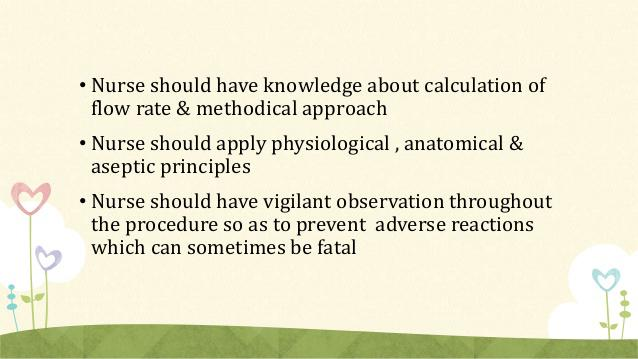 • Nurse should have knowledge about calculation of
flow rate & methodical approach
• Nurse should apply physiological , anatomical &
aseptic principles
• Nurse should have vigilant observation throughout
the procedure so as to prevent  adverse reactions
which can sometimes be fatal